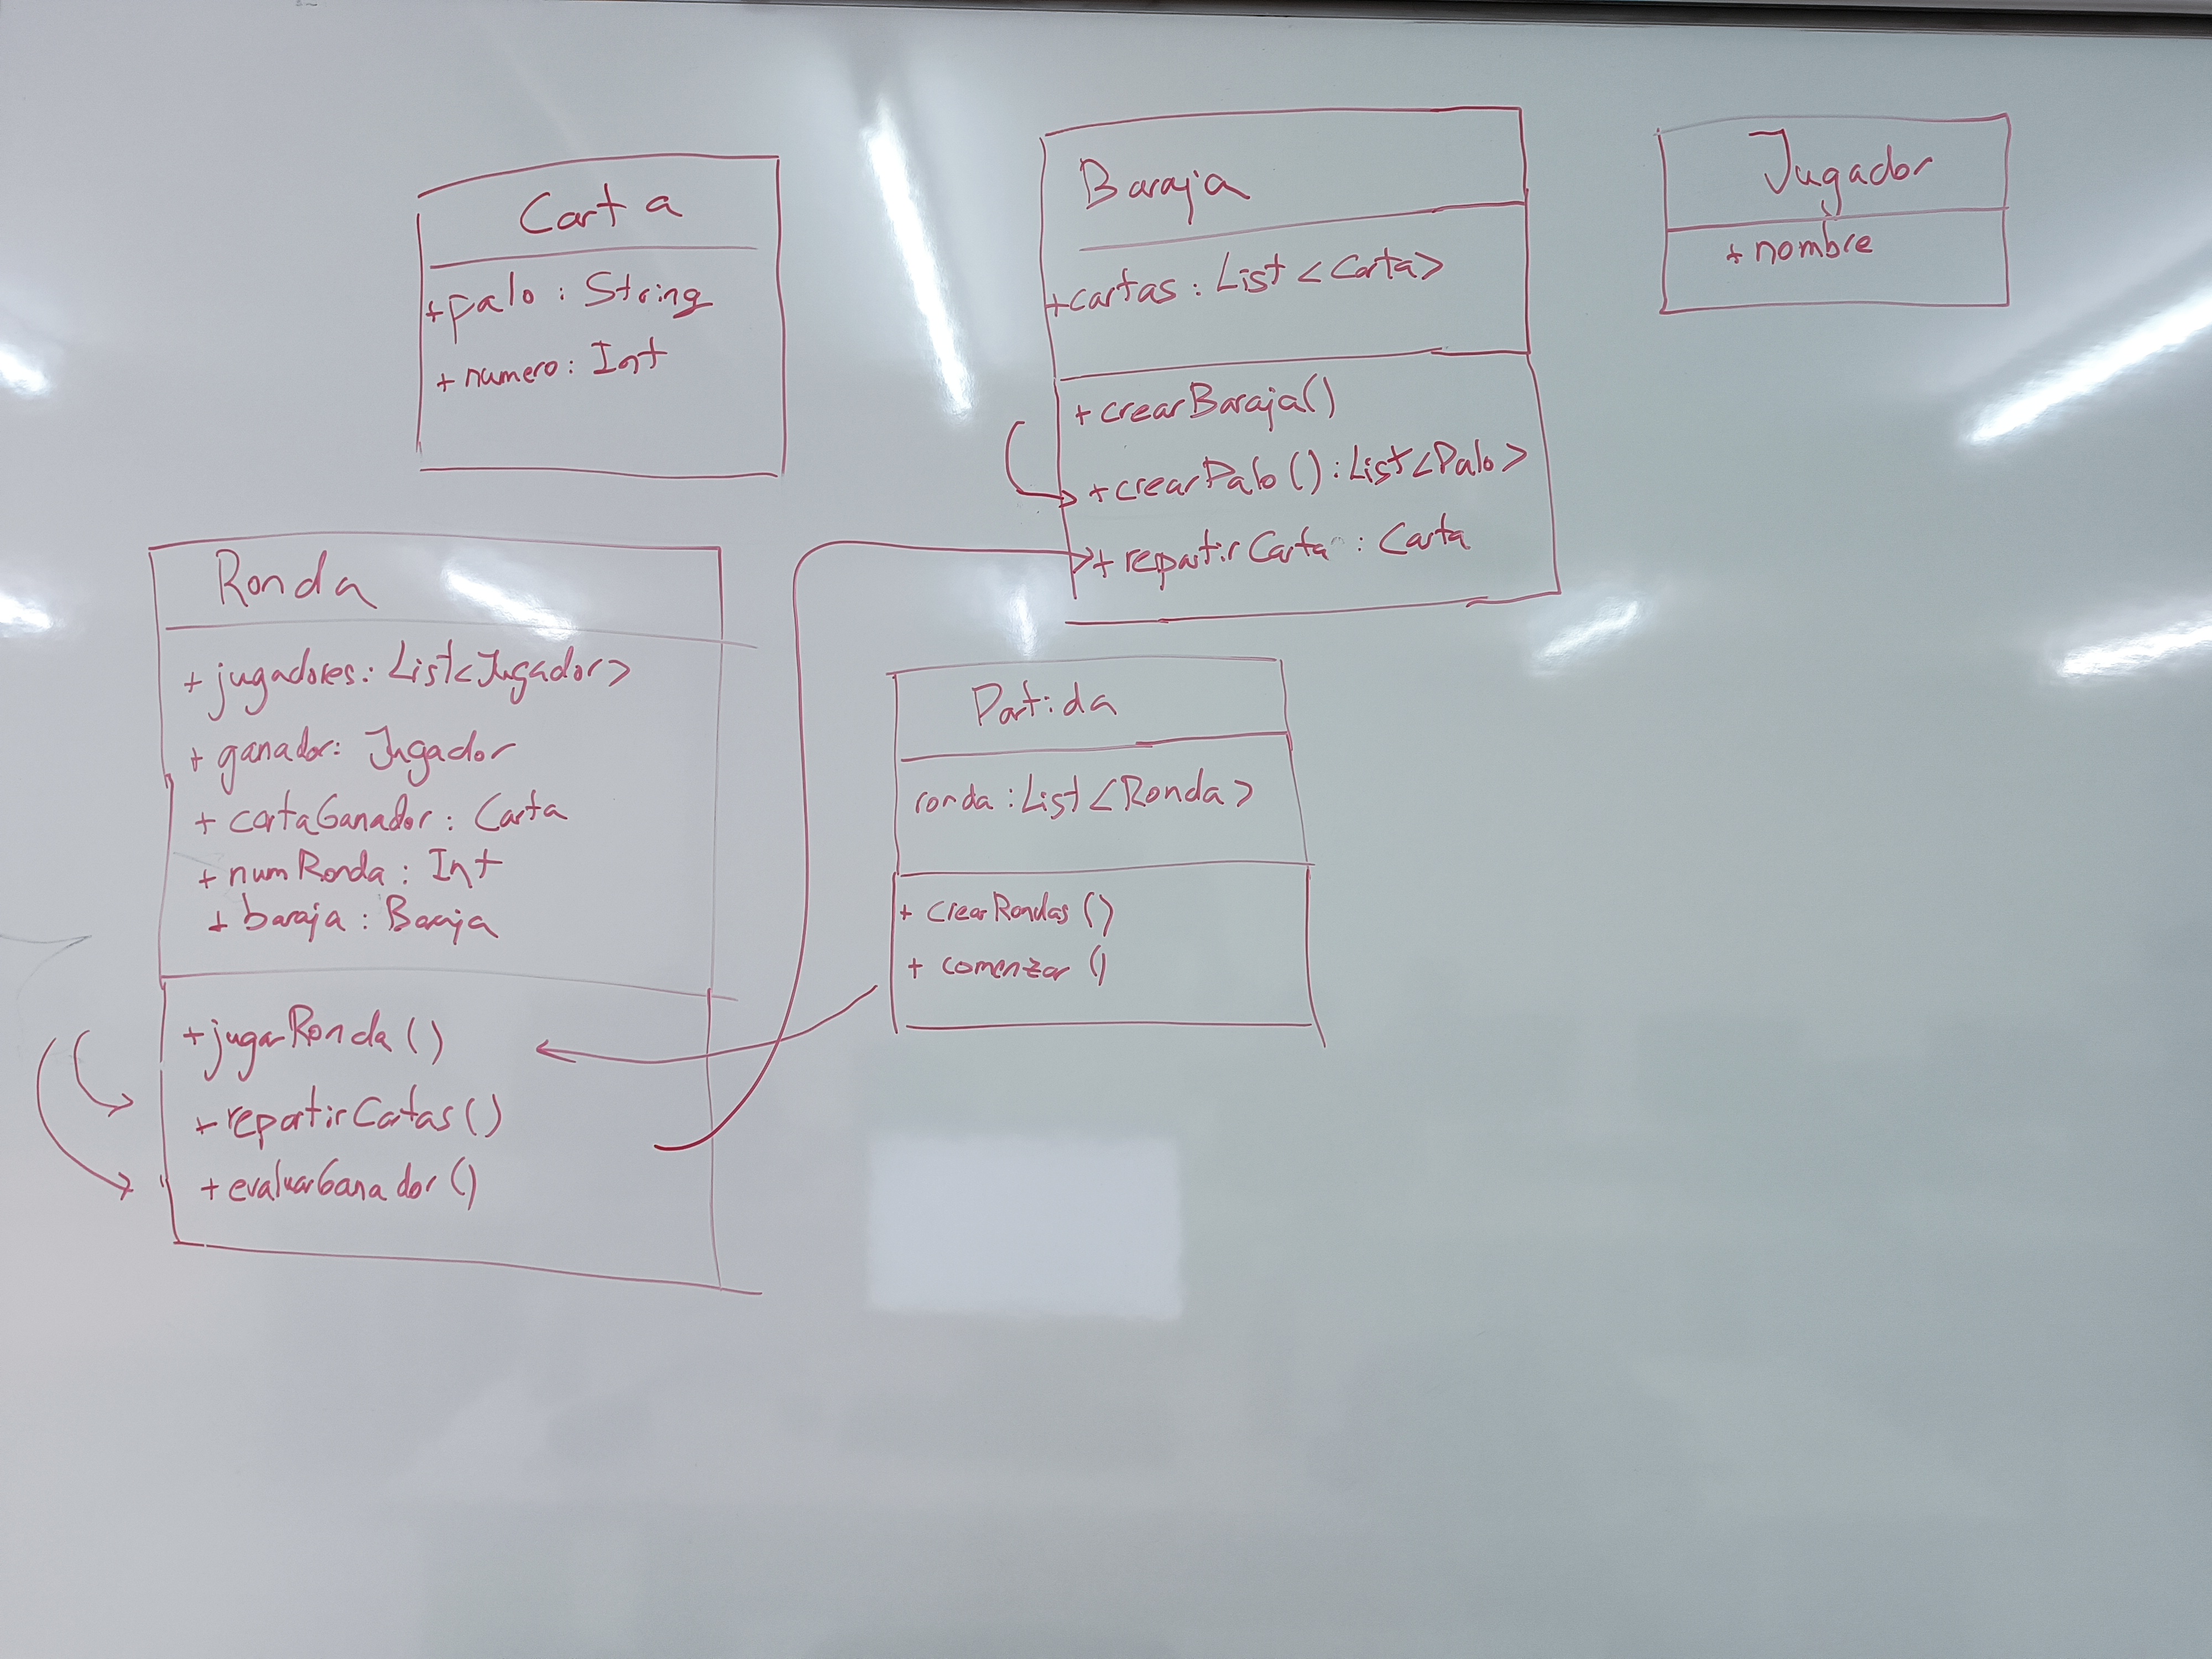 Carta
+palo : String
+ numero : Int
Baraja
+cartas : List <Carta>
+ crearBaraja()
+ crearPalo() : List<Palo>
+ repartirCarta : Carta
Jugador
+ nombre
Ronda
+ jugadores: List<Jugador>
+ ganador: Jugador
+ cartaGanador : Carta
+ numRonda : Int
+ baraja : Baraja
+jugarRonda ()
+ repartirCartas()
+ evaluarGanador ()
Partida
ronda : List <Ronda>
+ crearRondas ()
+ comenzar ()